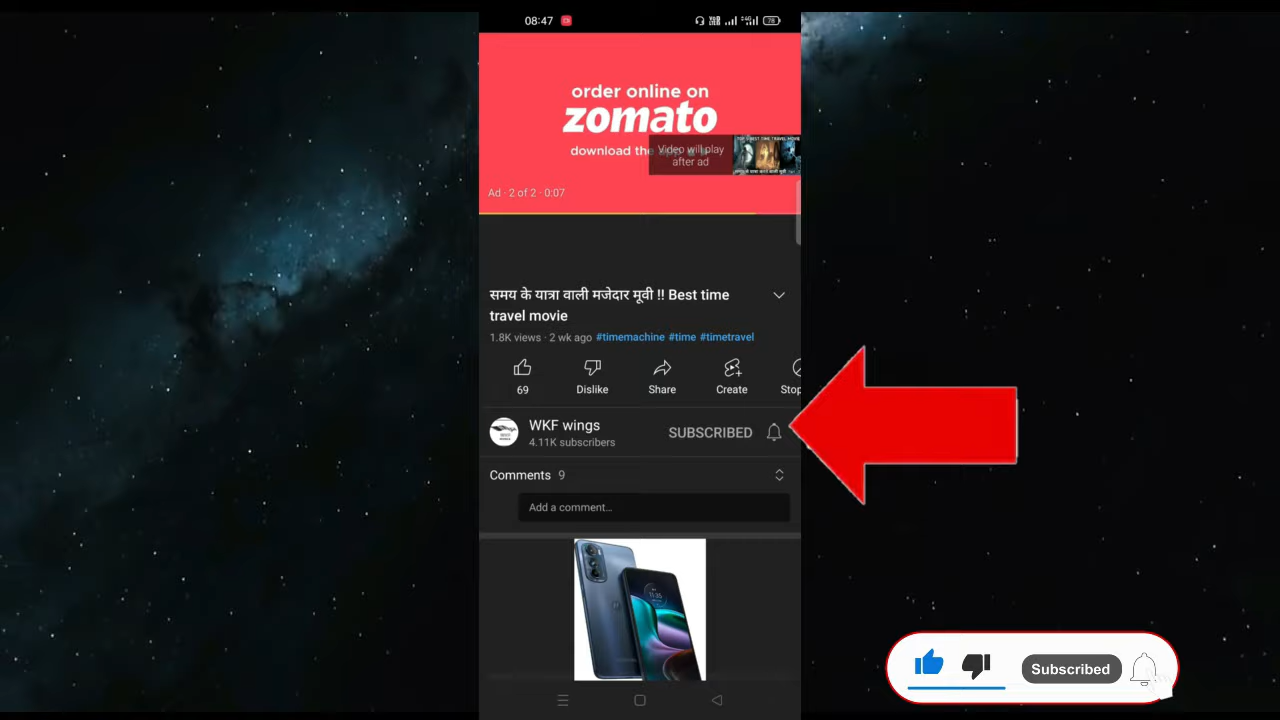 08:47
78
order online on
zomato
download the
Video will play
after ad
Ad · 2 of 2 · 0:07
समय के यात्रा वाली मजेदार मूवी !! Best time
travel movie
1.8K views · 2 wk ago #timemachine #time #timetravel
69 Dislike Share Create Stop
WKF wings
4.11K subscribers
SUBSCRIBED
Comments 9
Add a comment...
Subscribed